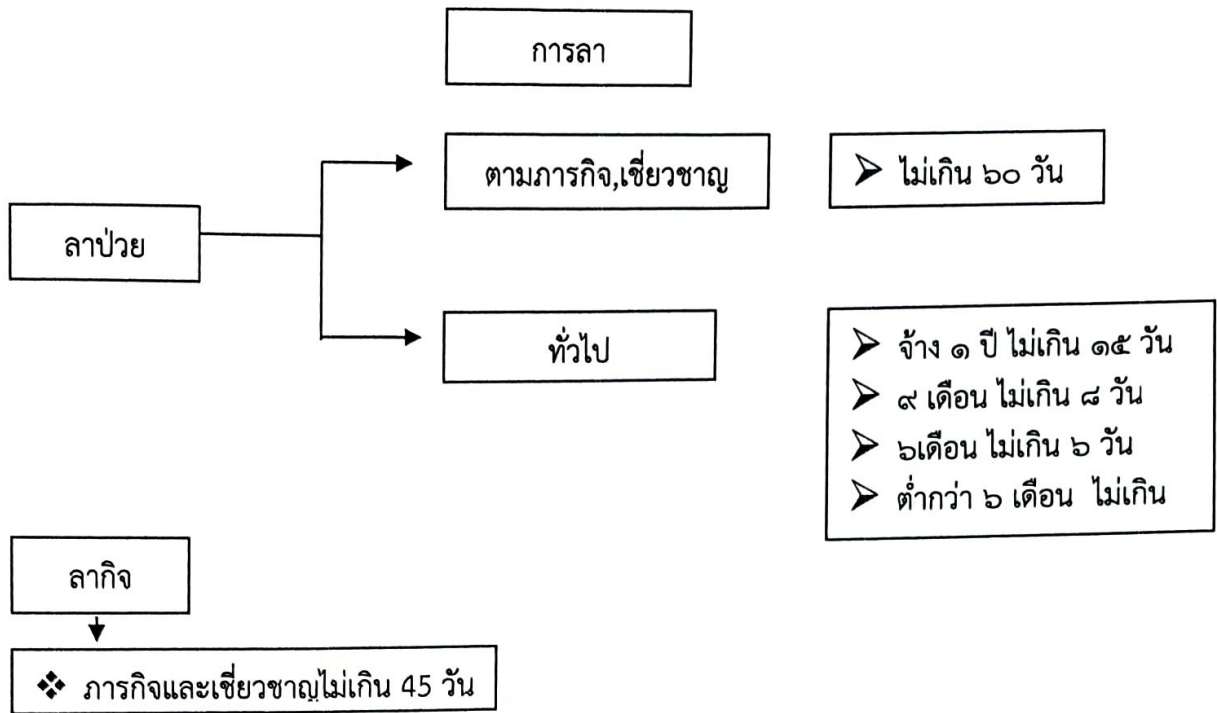 การลา
ลาป่วย
ตามภารกิจ,เชี่ยวชาญ
➢ ไม่เกิน ๖๐ วัน
ทั่วไป
➢ จ้าง ๑ ปี ไม่เกิน ๑๕ วัน
➢ ๙ เดือน ไม่เกิน ๘ วัน
➢ ๖เดือน ไม่เกิน ๖ วัน
➢ ต่ำกว่า ๖ เดือน ไม่เกิน
ลากิจ
❖ ภารกิจและเชี่ยวชาญไม่เกิน 45 วัน